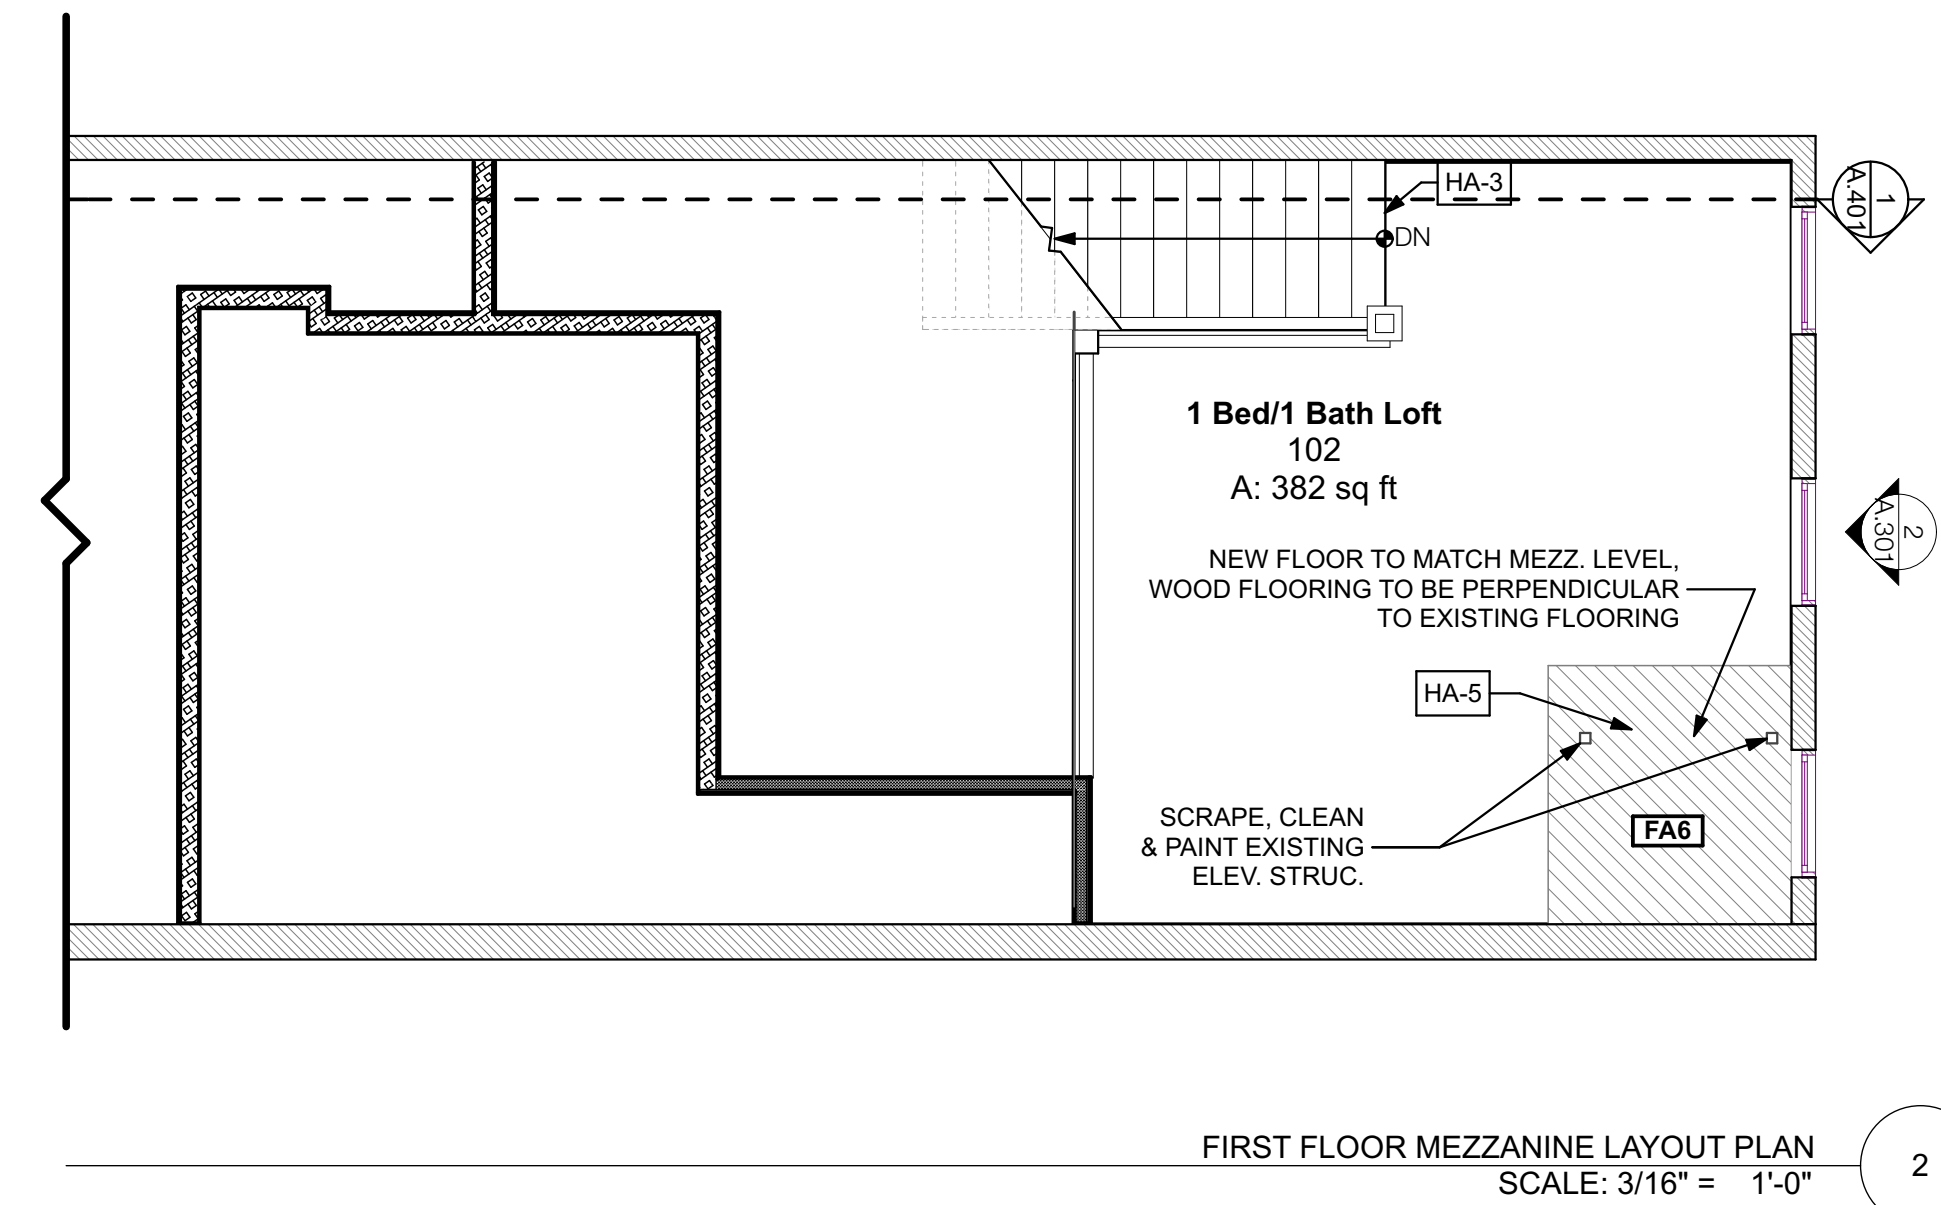 1
A.401
HA-3
DN
1 Bed/1 Bath Loft
102
A: 382 sq ft
2
A.301
NEW FLOOR TO MATCH MEZZ. LEVEL,
WOOD FLOORING TO BE PERPENDICULAR
TO EXISTING FLOORING
HA-5
SCRAPE, CLEAN
& PAINT EXISTING
ELEV. STRUC.
FA6
FIRST FLOOR MEZZANINE LAYOUT PLAN
2
SCALE: 3/16" = 1'-0"